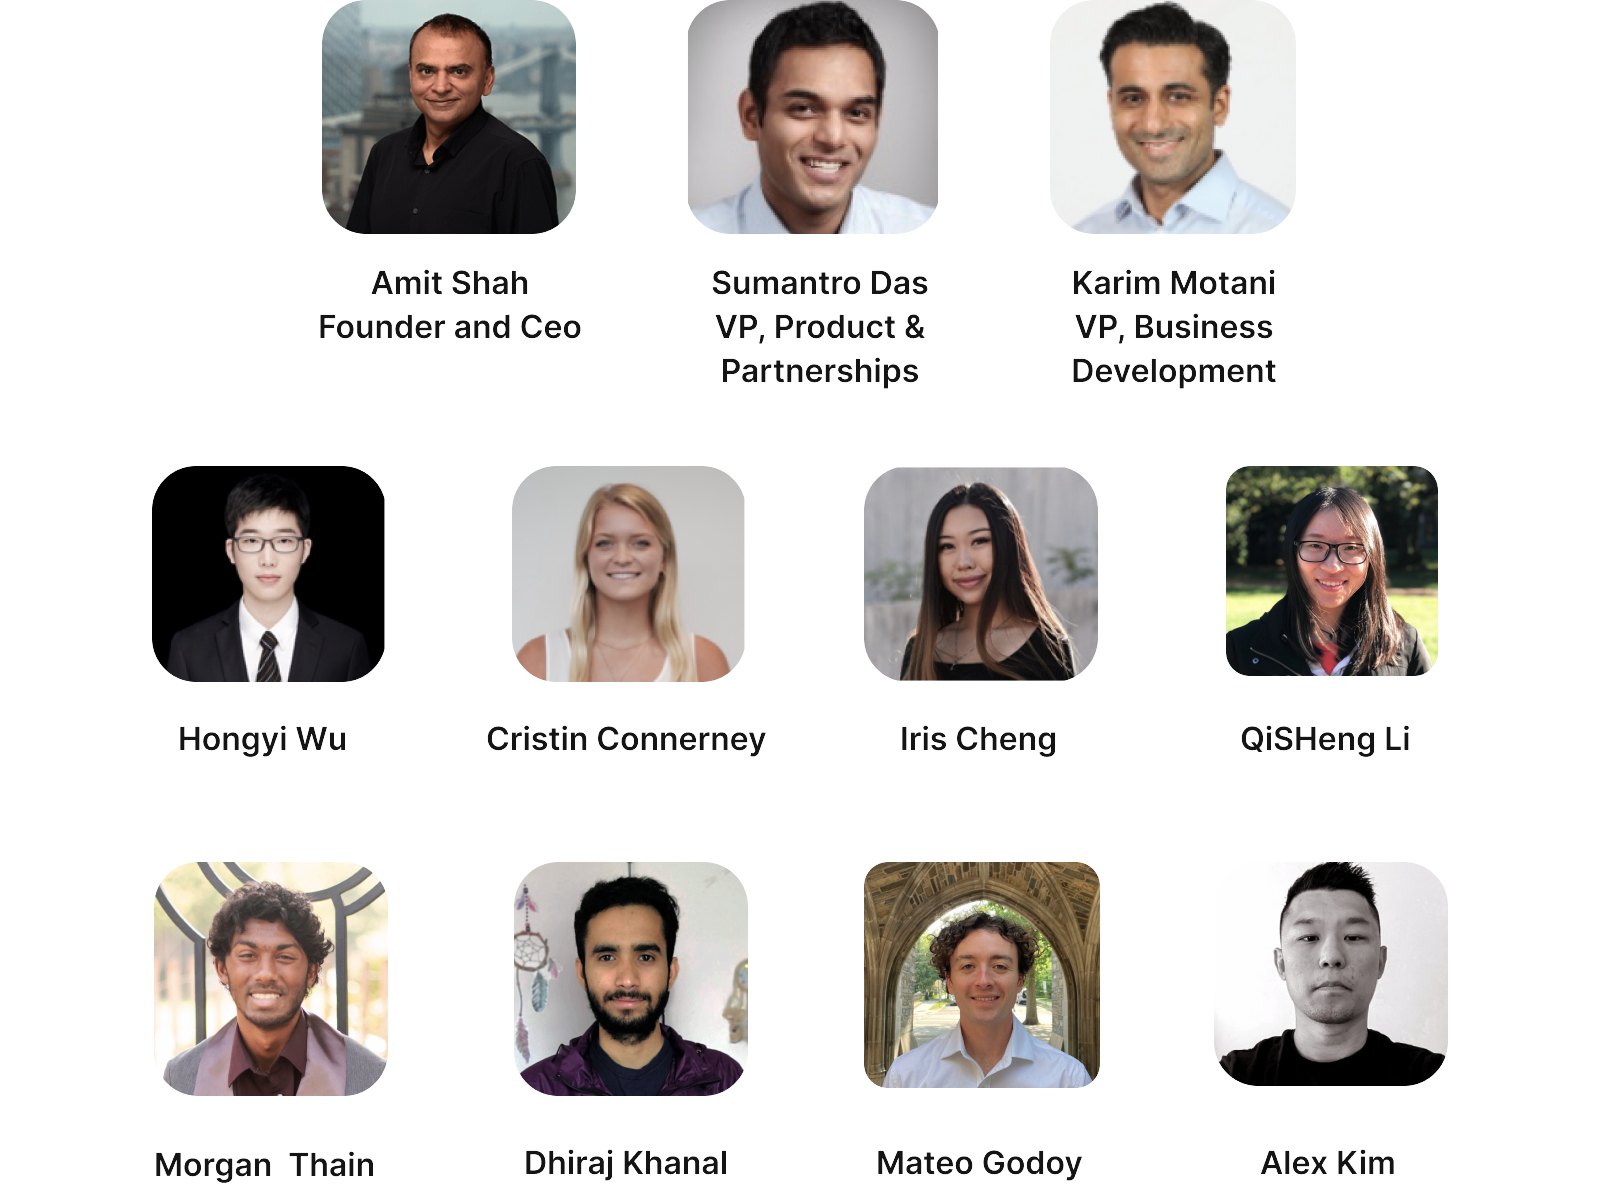 Amit Shah
Founder and Ceo
Sumantro Das
VP, Product &
Partnerships
Karim Motani
VP, Business
Development
Hongyi Wu
Cristin Connerney
Iris Cheng
QiSHeng Li
Morgan  Thain
Dhiraj Khanal
Mateo Godoy
Alex Kim